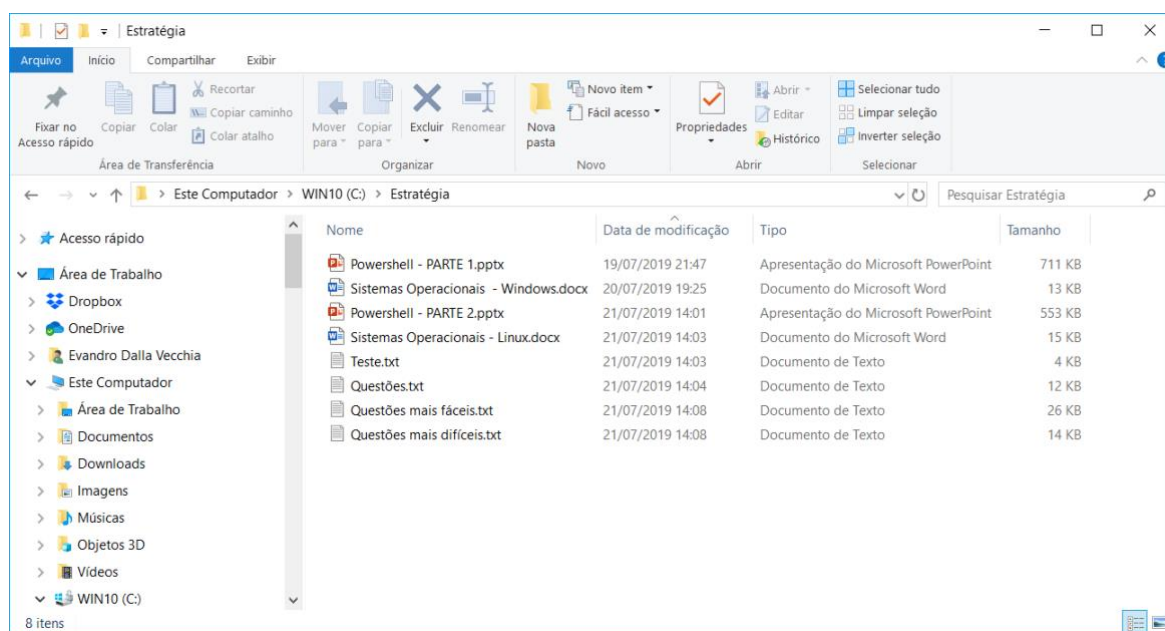 Estratégia
Arquivo Início Compartilhar Exibir
Fixar no Acesso rápido
Copiar
Colar
Recortar
Copiar caminho
Colar atalho
Área de Transferência
Mover para
Copiar para
Excluir
Renomear
Organizar
Nova pasta
Novo item
Fácil acesso
Novo
Propriedades
Abrir
Editar
Histórico
Abrir
Selecionar tudo
Limpar seleção
Inverter seleção
Selecionar
Este Computador > WIN10 (C:) > Estratégia
Pesquisar Estratégia
Acesso rápido
Área de Trabalho
Dropbox
OneDrive
Evandro Dalla Vecchia
Este Computador
Área de Trabalho
Documentos
Downloads
Imagens
Músicas
Objetos 3D
Vídeos
WIN10 (C:)
Nome Data de modificação Tipo Tamanho
Powershell - PARTE 1.pptx 19/07/2019 21:47 Apresentação do Microsoft PowerPoint 711 KB
Sistemas Operacionais - Windows.docx 20/07/2019 19:25 Documento do Microsoft Word 13 KB
Powershell - PARTE 2.pptx 21/07/2019 14:01 Apresentação do Microsoft PowerPoint 553 KB
Sistemas Operacionais - Linux.docx 21/07/2019 14:03 Documento do Microsoft Word 15 KB
Teste.txt 21/07/2019 14:03 Documento de Texto 4 KB
Questões.txt 21/07/2019 14:04 Documento de Texto 12 KB
Questões mais fáceis.txt 21/07/2019 14:08 Documento de Texto 26 KB
Questões mais difíceis.txt 21/07/2019 14:08 Documento de Texto 14 KB
8 itens